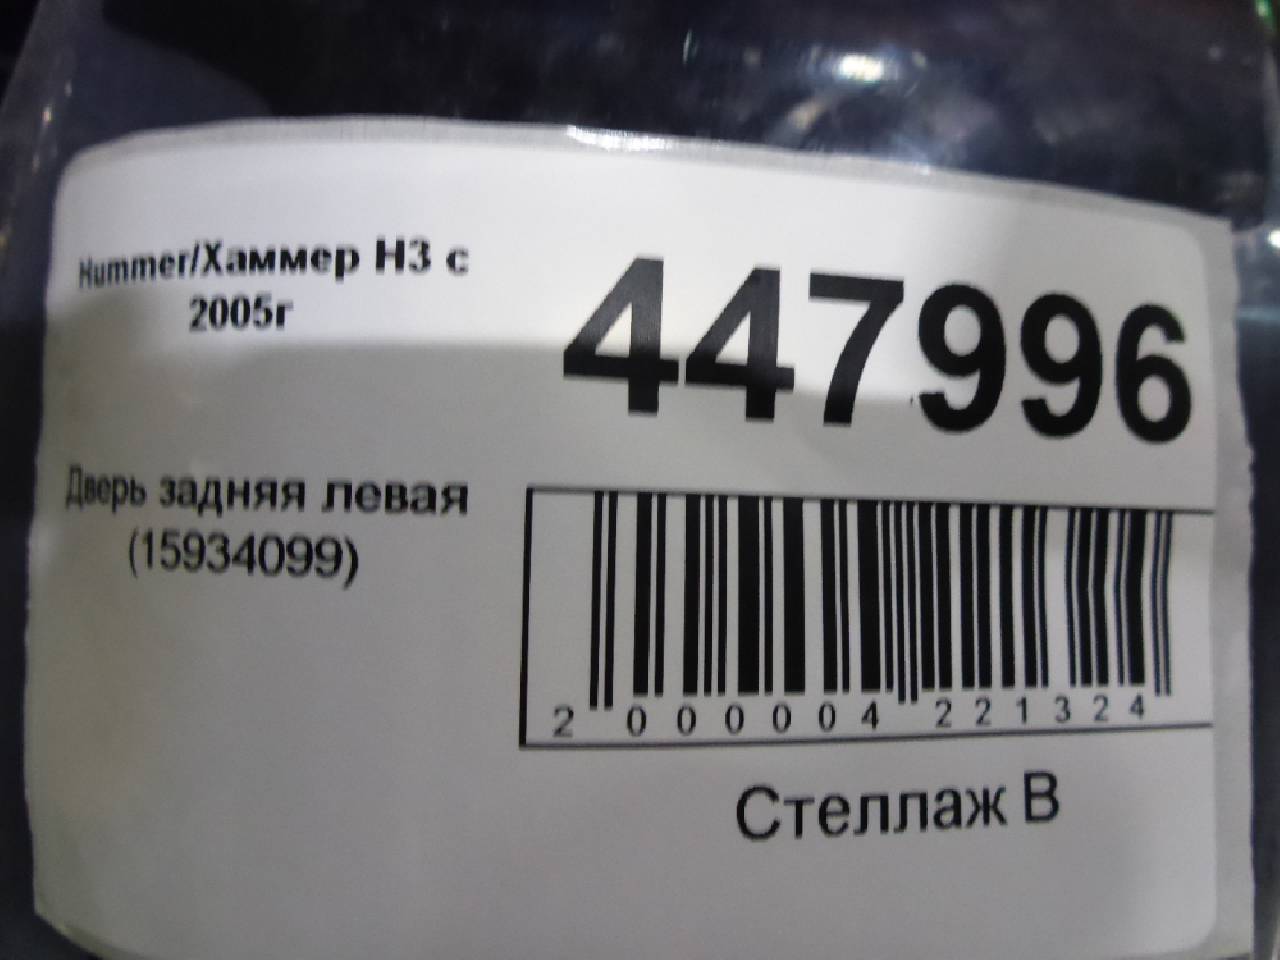 Hummer/Хаммер H3 с
2005г
447996
Дверь задняя левая
(15934099)
2 000004 221324
Стеллаж В